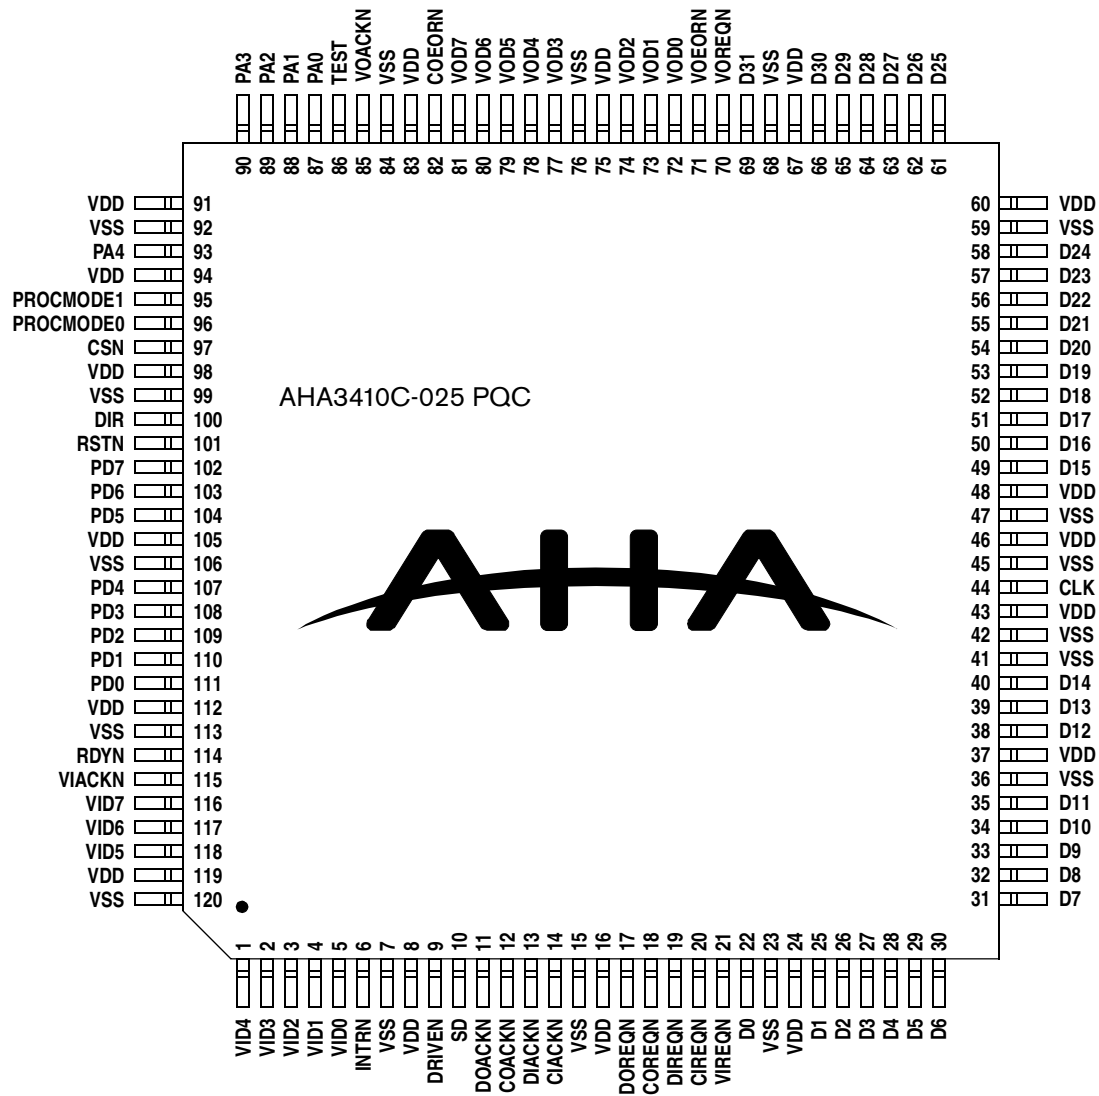 PA3 PA2 PA1 PA0 TEST VOACKN VSS VDD COEORN VOD7 VOD6 VOD5 VOD4 VOD3 VSS VDD VOD2 VOD1 VOD0 VOEORN VOREQN D31 VSS VDD D30 D29 D28 D27 D26 D25
90 89 88 87 86 85 84 83 82 81 80 79 78 77 76 75 74 73 72 71 70 69 68 67 66 65 64 63 62 61
VDD 91 60 VDD
VSS 92 59 VSS
PA4 93 58 D24
VDD 94 57 D23
PROCMODE1 95 56 D22
PROCMODE0 96 55 D21
CSN 97 54 D20
VDD 98 53 D19
VSS 99 52 D18
AHA3410C-025 PQC
DIR 100 51 D17
RSTN 101 50 D16
PD7 102 49 D15
PD6 103 48 VDD
PD5 104 47 VSS
VDD 105 46 VDD
VSS 106 45 VSS
PD4 107 44 CLK
AHA
PD3 108 43 VDD
PD2 109 42 VSS
PD1 110 41 VSS
PD0 111 40 D14
VDD 112 39 D13
VSS 113 38 D12
RDYN 114 37 VDD
VIACKN 115 36 VSS
VID7 116 35 D11
VID6 117 34 D10
VID5 118 33 D9
VDD 119 32 D8
VSS 120 31 D7
1 2 3 4 5 6 7 8 9 10 11 12 13 14 15 16 17 18 19 20 21 22 23 24 25 26 27 28 29 30
VID4 VID3 VID2 VID1 VID0 INTRN VSS VDD DRIVEN SD DOACKN COACKN DIACKN CIACKN VSS VDD DOREQN COREQN DIREQN CIREQN VIREQN D0 VSS VDD D1 D2 D3 D4 D5 D6